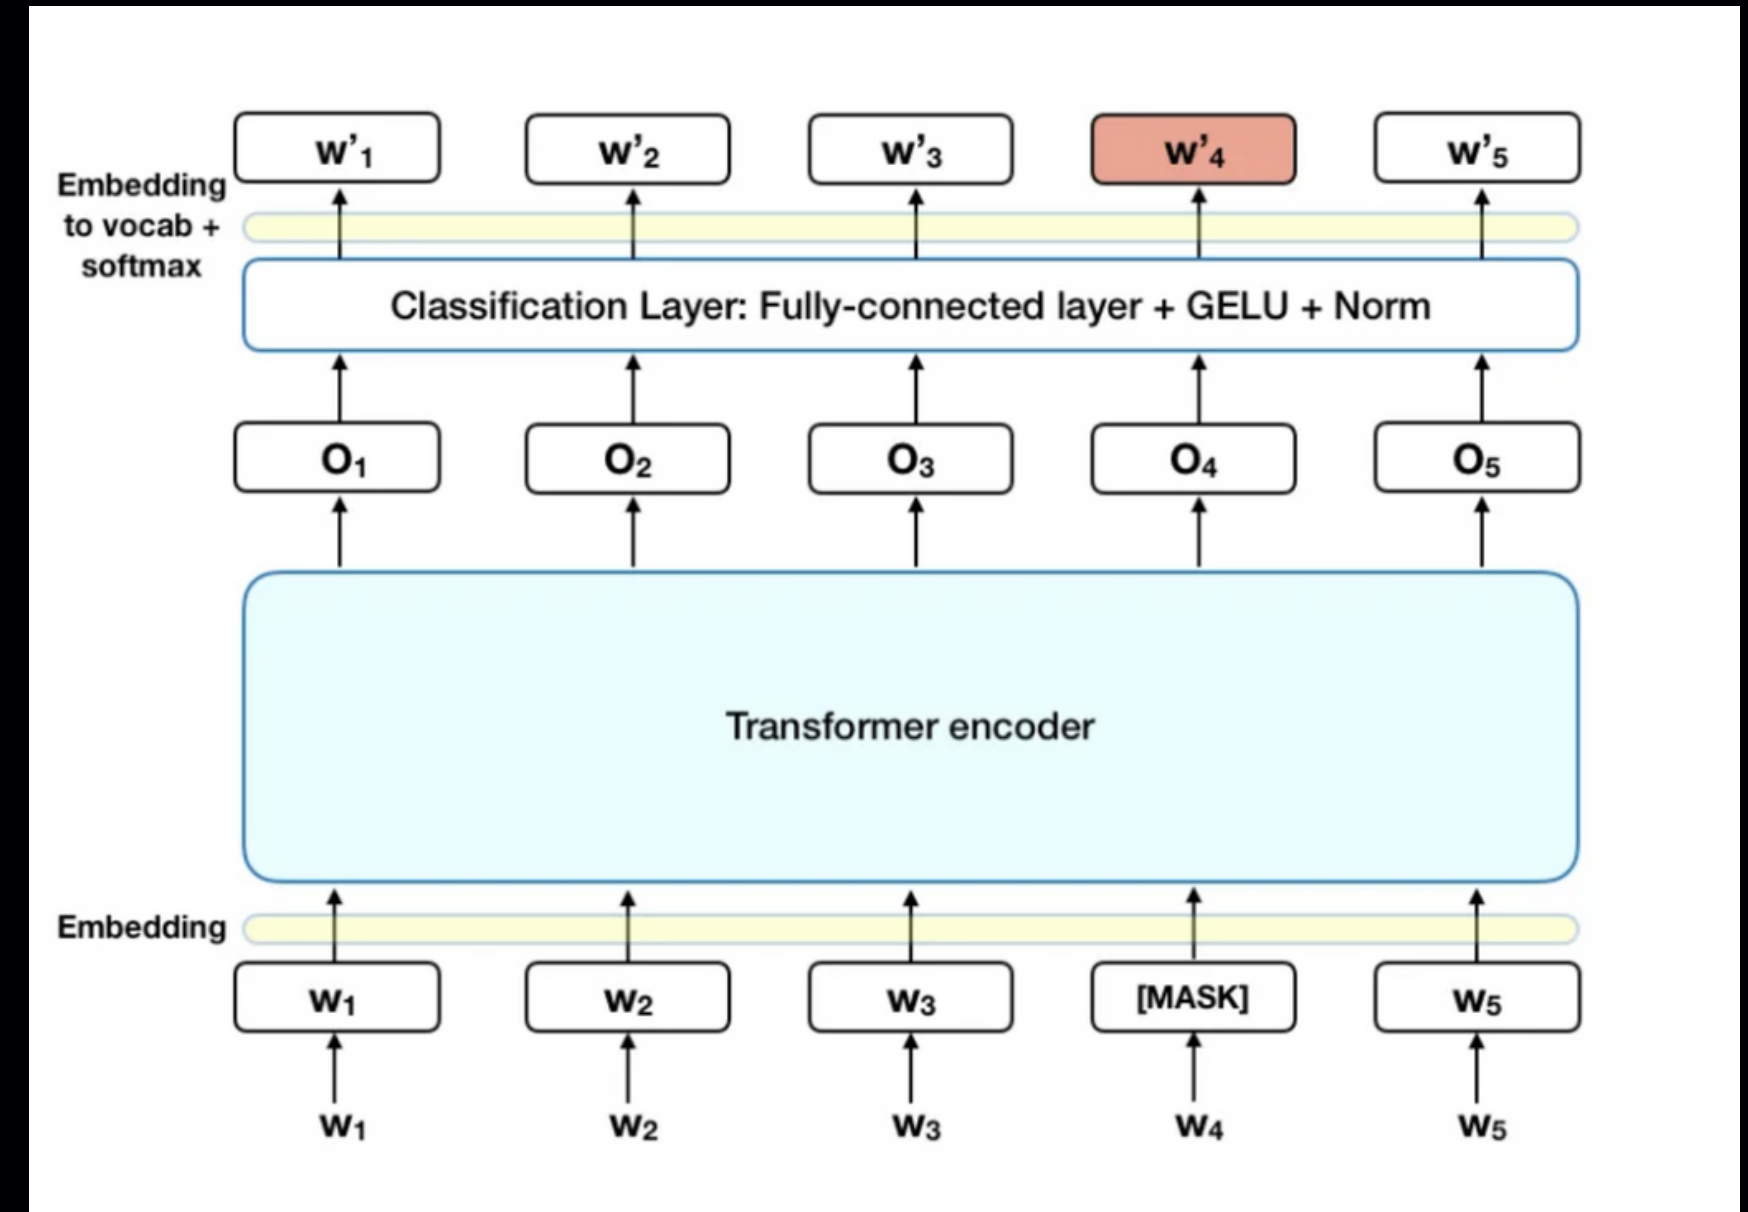 w’1 w’2 w’3 w’4 w’5
Embedding
to vocab +
softmax
Classification Layer: Fully-connected layer + GELU + Norm
O1 O2 O3 O4 O5
Transformer encoder
Embedding
w1 w2 w3 [MASK] w5
w1 w2 w3 w4 w5